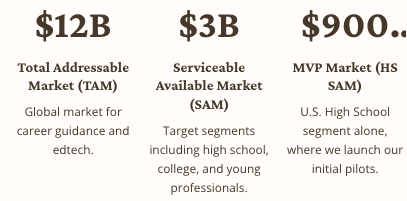 $12B
Total Addressable
Market (TAM)
Global market for
career guidance and
edtech.
$3B
Serviceable
Available Market
(SAM)
Target segments
including high school,
college, and young
professionals.
$900..
MVP Market (HS
SAM)
U.S. High School
segment alone,
where we launch our
initial pilots.